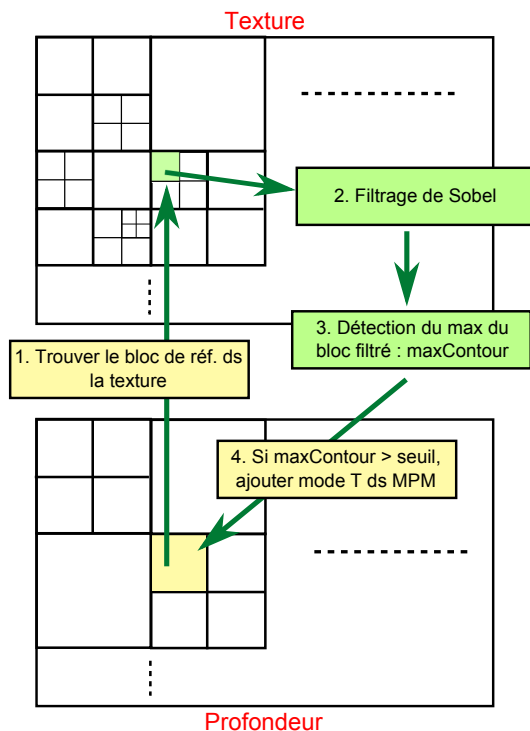 Texture
2. Filtrage de Sobel
3. Détection du max du
bloc filtré : maxContour
1. Trouver le bloc de réf. ds
la texture
4. Si maxContour > seuil,
ajouter mode T ds MPM
Profondeur